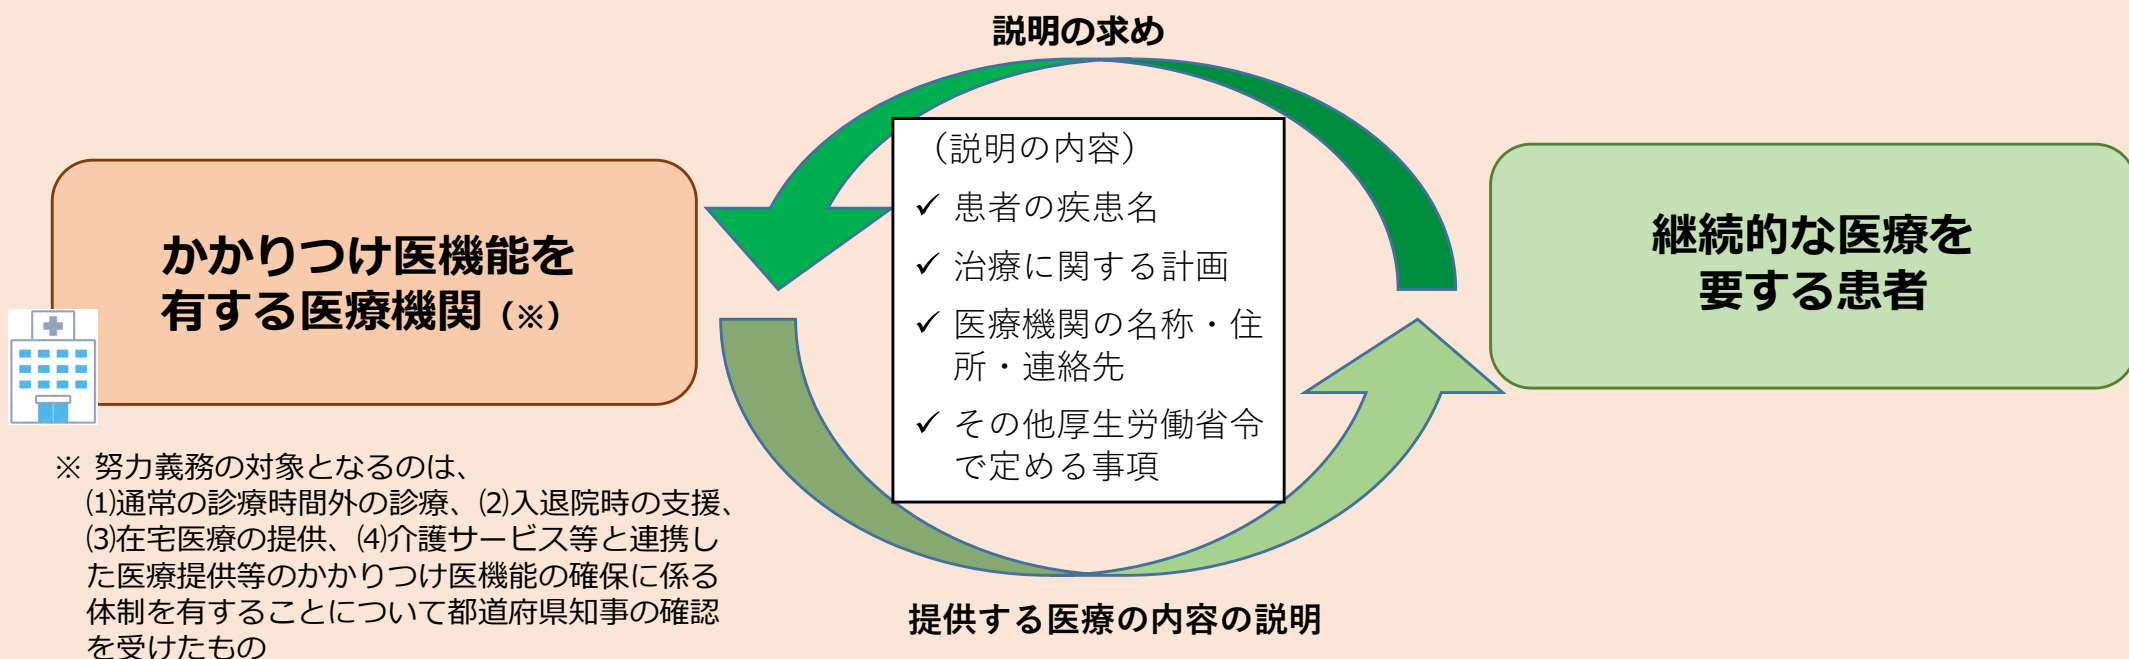 説明の求め
かかりつけ医機能を
有する医療機関（※）
（説明の内容）
✓ 患者の疾患名
✓ 治療に関する計画
✓ 医療機関の名称・住
所・連絡先
✓ その他厚生労働省令
で定める事項
継続的な医療を
要する患者
※ 努力義務の対象となるのは、
⑴通常の診療時間外の診療、⑵入退院時の支援、
⑶在宅医療の提供、⑷介護サービス等と連携し
た医療提供等のかかりつけ医機能の確保に係る
体制を有することについて都道府県知事の確認
を受けたもの
提供する医療の内容の説明